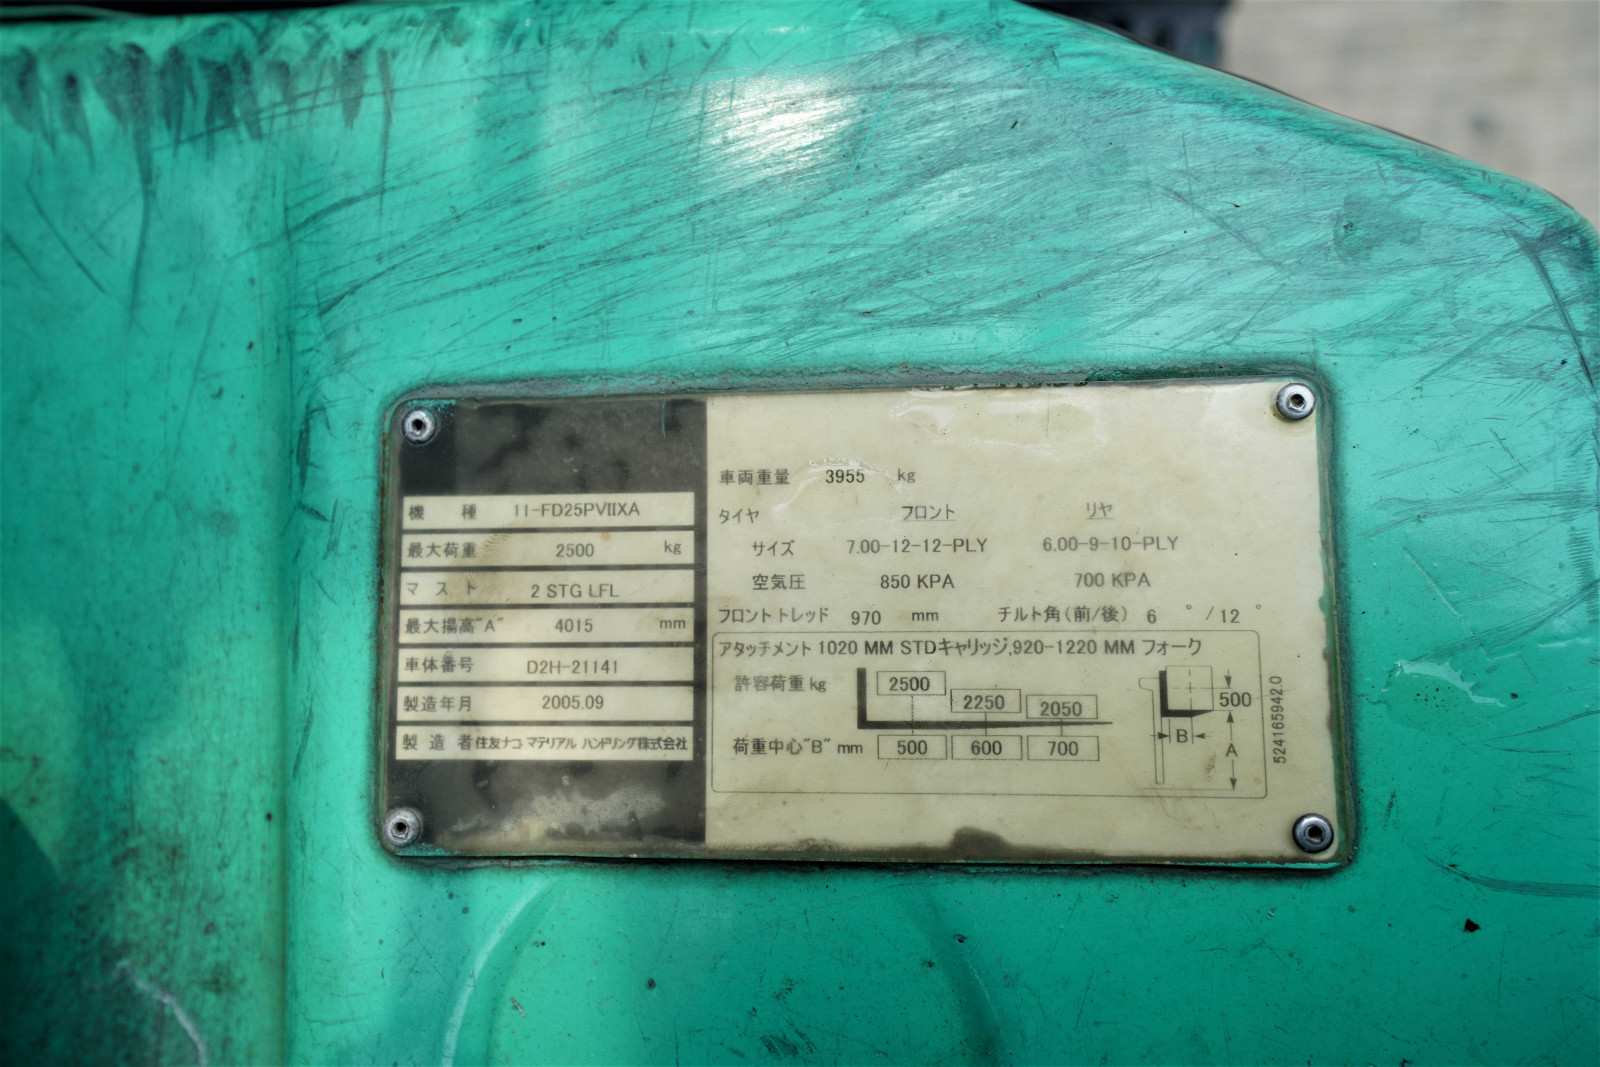 機種 11-FD25PVIIXA
最大荷重 2500 kg
マスト 2 STG LFL
最大揚高"A" 4015 mm
車体番号 D2H-21141
製造年月 2005.09
製造者 住友ナコ マテリアル ハンドリング株式会社
車両重量 3955 kg
タイヤ フロント リヤ
サイズ 7.00-12-12-PLY 6.00-9-10-PLY
空気圧 850 KPA 700 KPA
フロントトレッド 970 mm チルト角(前/後) 6 ° /12 °
アタッチメント 1020 MM STDキャリッジ,920-1220 MM フォーク
許容荷重 kg 2500 2250 2050
荷重中心"B" mm 500 600 700
500
B
A
524165942.0